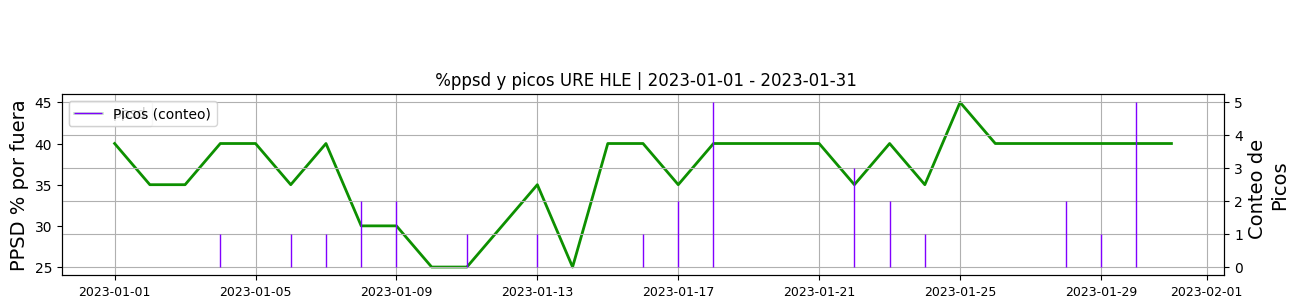 %ppsd y picos URE HLE | 2023-01-01 - 2023-01-31
PPSD % por fuera
45
40
35
30
25
Picos (conteo)
5
4
3
2
1
0
Conteo de
Picos
2023-01-01 2023-01-05 2023-01-09 2023-01-13 2023-01-17 2023-01-21 2023-01-25 2023-01-29 2023-02-01